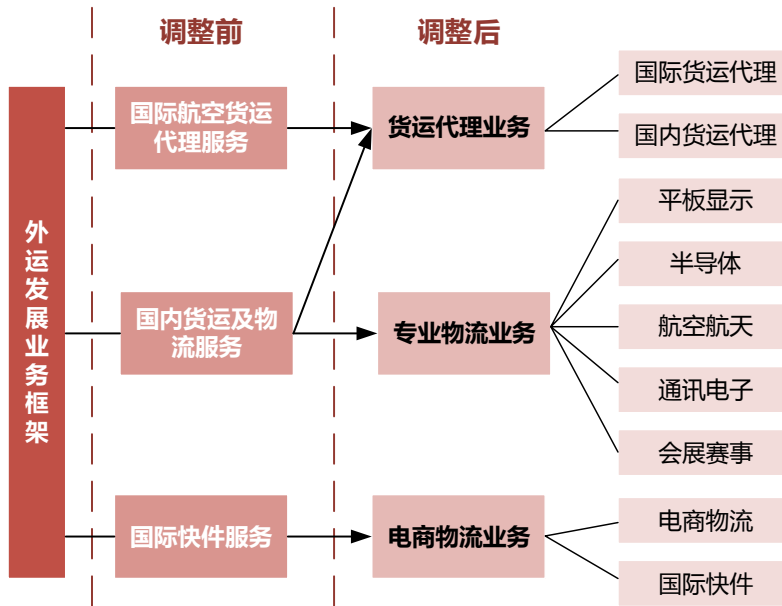 调整前
调整后
外运发展业务框架
国际航空货运
代理服务
国内货运及物
流服务
国际快件服务
货运代理业务
专业物流业务
电商物流业务
国际货运代理
国内货运代理
平板显示
半导体
航空航天
通讯电子
会展赛事
电商物流
国际快件